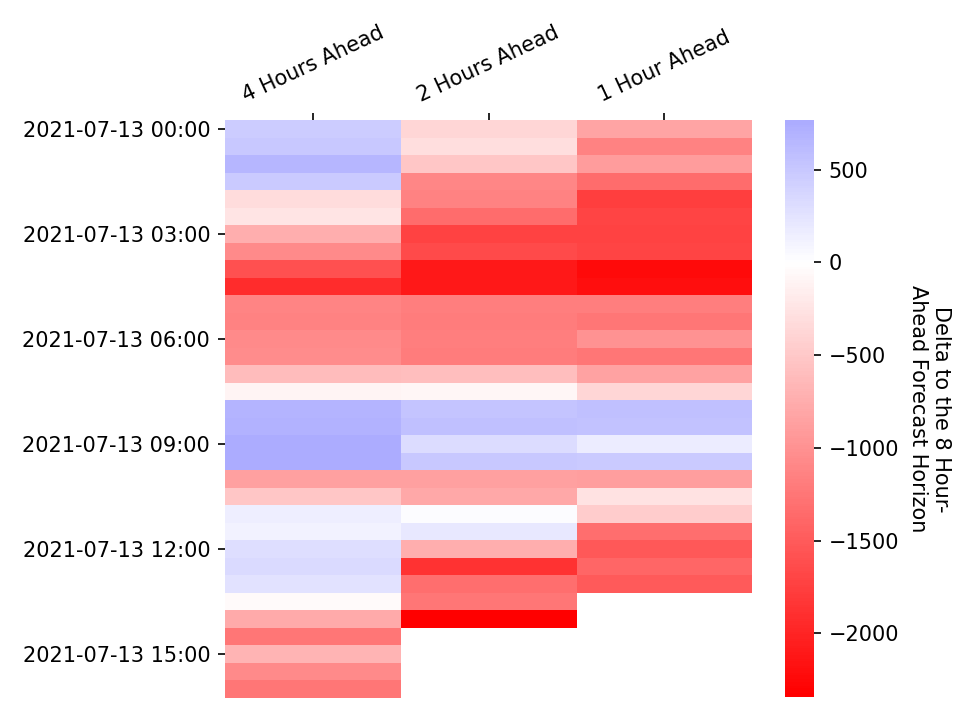 4 Hours Ahead
2 Hours Ahead
1 Hour Ahead
2021-07-13 00:00
2021-07-13 03:00
2021-07-13 06:00
2021-07-13 09:00
2021-07-13 12:00
2021-07-13 15:00
500
0
−500
−1000
−1500
−2000
Delta to the 8 Hour-
Ahead Forecast Horizon